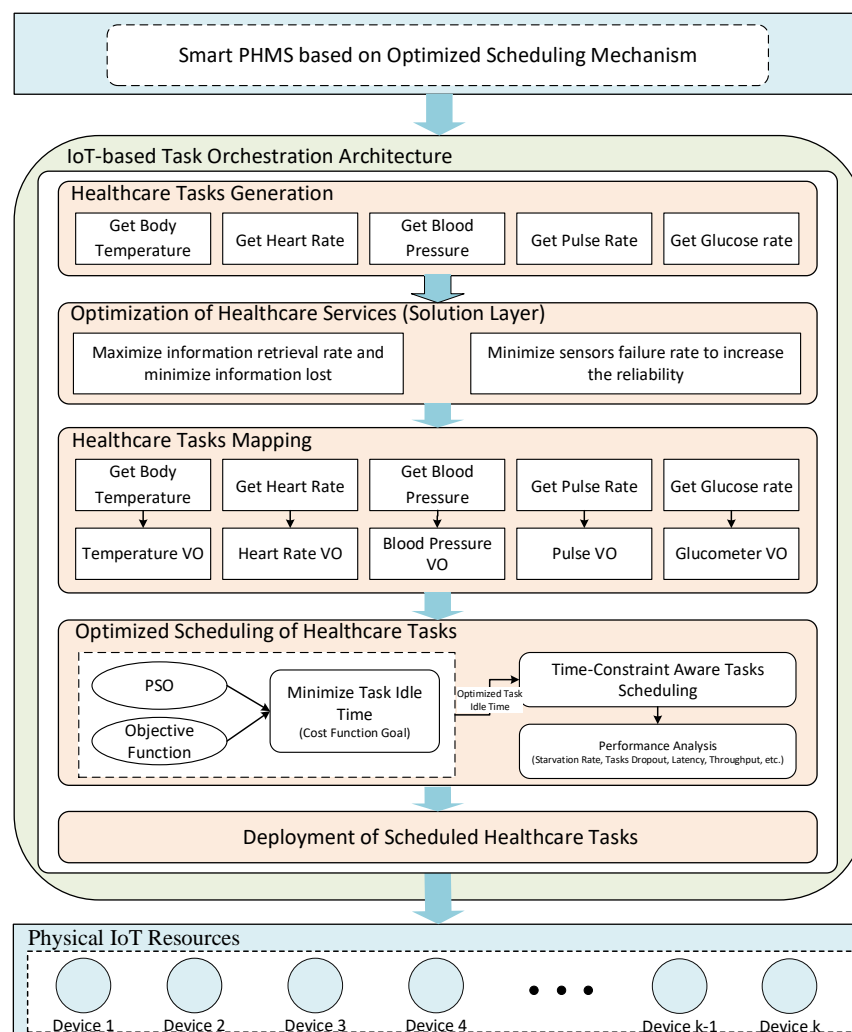 Smart PHMS based on Optimized Scheduling Mechanism
IoT-based Task Orchestration Architecture
Healthcare Tasks Generation
Get Body
Temperature
Get Heart Rate
Get Blood
Pressure
Get Pulse Rate
Get Glucose rate
Optimization of Healthcare Services (Solution Layer)
Maximize information retrieval rate and
minimize information lost
Minimize sensors failure rate to increase
the reliability
Healthcare Tasks Mapping
Get Body
Temperature
Get Heart Rate
Get Blood
Pressure
Get Pulse Rate
Get Glucose rate
Temperature VO
Heart Rate VO
Blood Pressure
VO
Pulse VO
Glucometer VO
Optimized Scheduling of Healthcare Tasks
PSO
Objective
Function
Minimize Task Idle
Time
(Cost Function Goal)
Optimized Task
Idle Time
Time-Constraint Aware Tasks
Scheduling
Performance Analysis
(Starvation Rate, Tasks Dropout, Latency, Throughput, etc.)
Deployment of Scheduled Healthcare Tasks
Physical IoT Resources
Device 1
Device 2
Device 3
Device 4
• • •
Device k-1
Device k